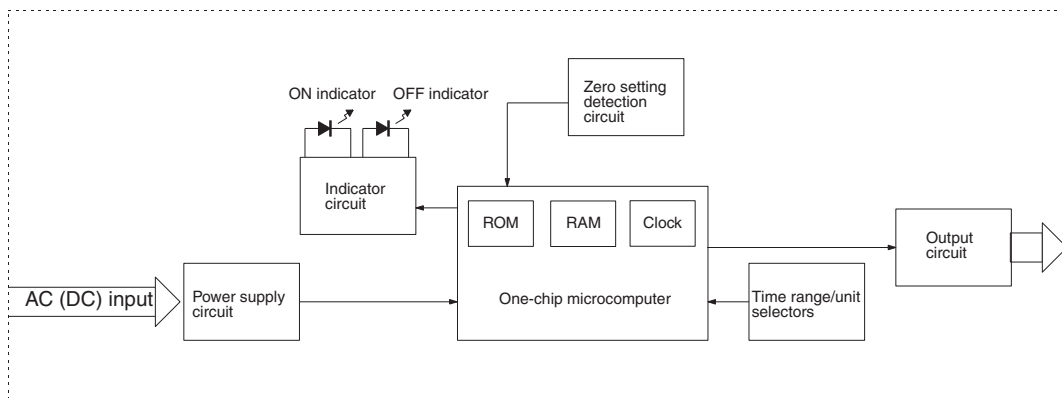 ON indicator
OFF indicator
Zero setting
detection
circuit
Indicator
circuit
ROM
RAM
Clock
Output
circuit
AC (DC) input
Power supply
circuit
One-chip microcomputer
Time range/unit
selectors